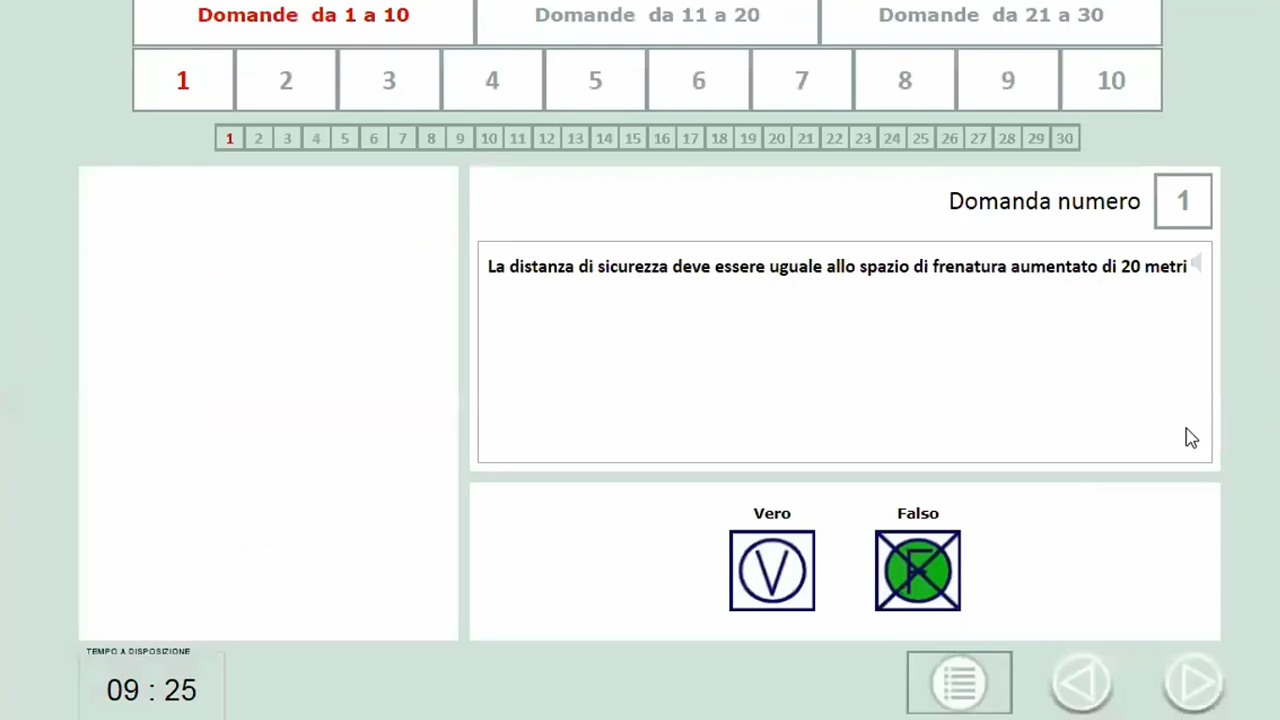 Domande da 1 a 10 Domande da 11 a 20 Domande da 21 a 30
1 2 3 4 5 6 7 8 9 10
1 2 3 4 5 6 7 8 9 10 11 12 13 14 15 16 17 18 19 20 21 22 23 24 25 26 27 28 29 30
Domanda numero 1
La distanza di sicurezza deve essere uguale allo spazio di frenatura aumentato di 20 metri
Vero Falso
V F
TEMPO A DISPOSIZIONE
09 : 25